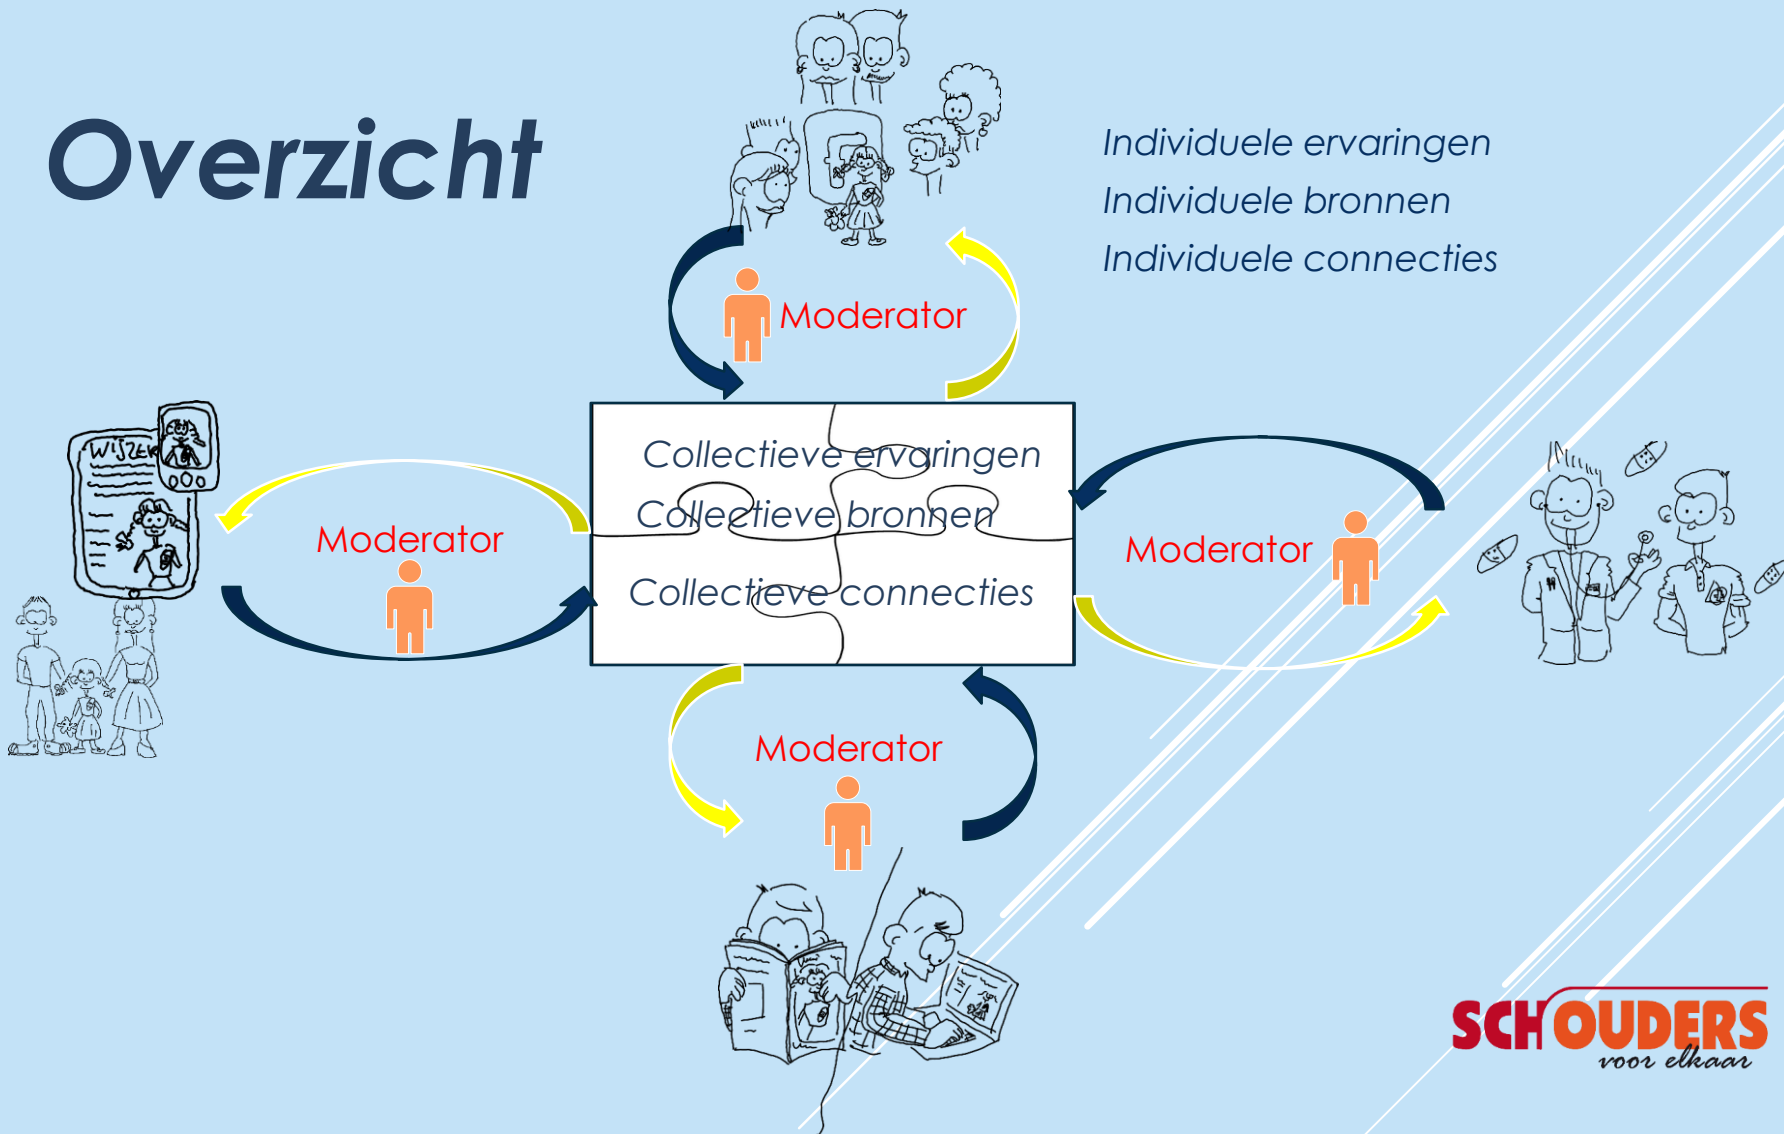 Overzicht
Individuele ervaringen
Individuele bronnen
Individuele connecties
Moderator
Collectieve ervaringen
Collectieve bronnen
Collectieve connecties
WIJZER
Moderator
Moderator
Moderator
SCHOUDERS
voor elkaar